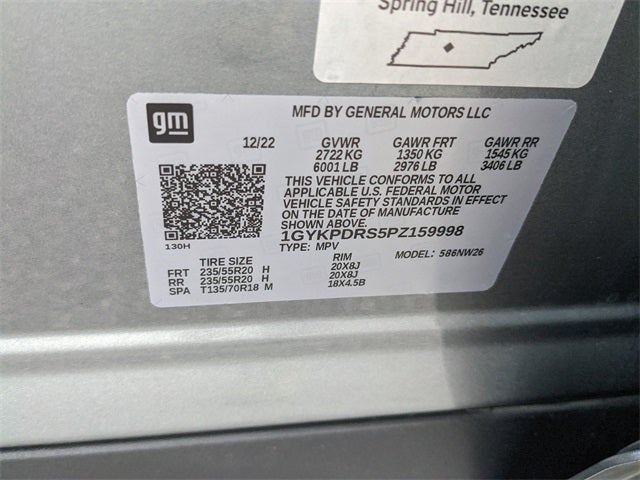 Spring Hill, Tennessee
gm
MFD BY GENERAL MOTORS LLC
12/22 GVWR GAWR FRT GAWR RR
2722 KG 1350 KG 1545 KG
6001 LB 2976 LB 3406 LB
THIS VEHICLE CONFORMS TO ALL
APPLICABLE U.S. FEDERAL MOTOR
VEHICLE SAFETY STANDARDS IN EFFECT
ON THE DATE OF MANUFACTURE
SHOWN ABOVE.
1GYKPDRS5PZ159998
TYPE: MPV MODEL: 586NW26
130H
TIRE SIZE RIM
FRT 235/55R20 H 20X8J
RR 235/55R20 H 20X8J
SPA T135/70R18 M 18X4.5B